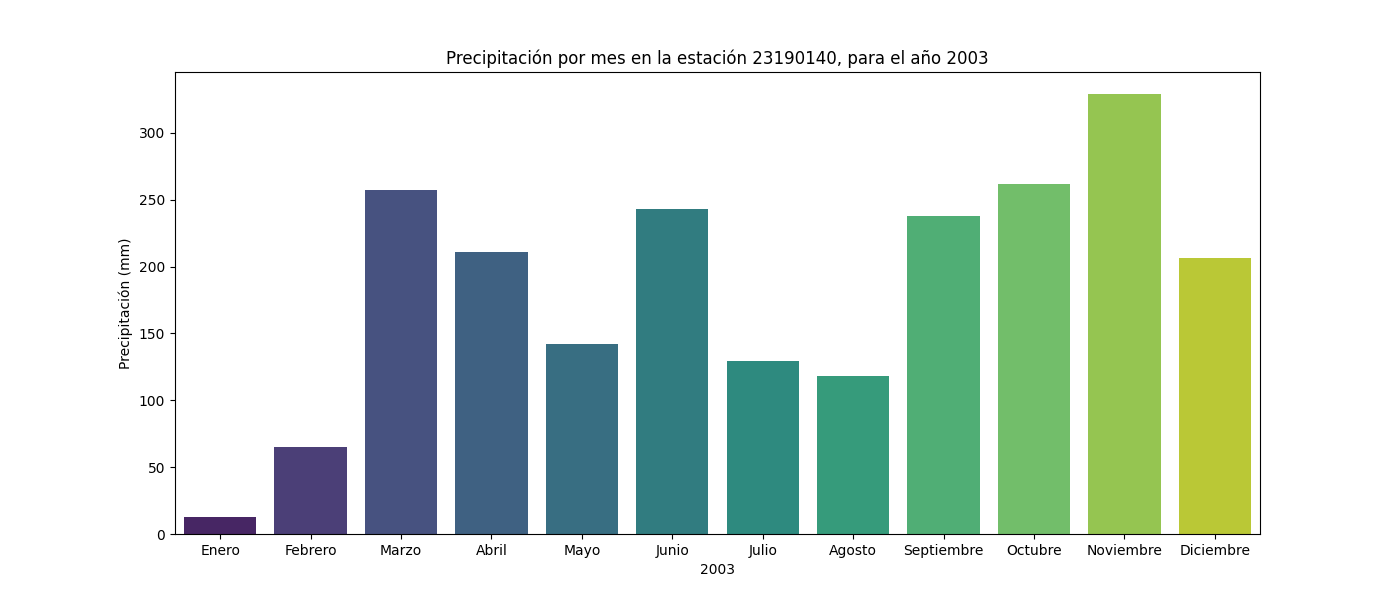 Precipitación por mes en la estación 23190140, para el año 2003
Precipitación (mm)
300
250
200
150
100
50
0
Enero Febrero Marzo Abril Mayo Junio Julio Agosto Septiembre Octubre Noviembre Diciembre
2003